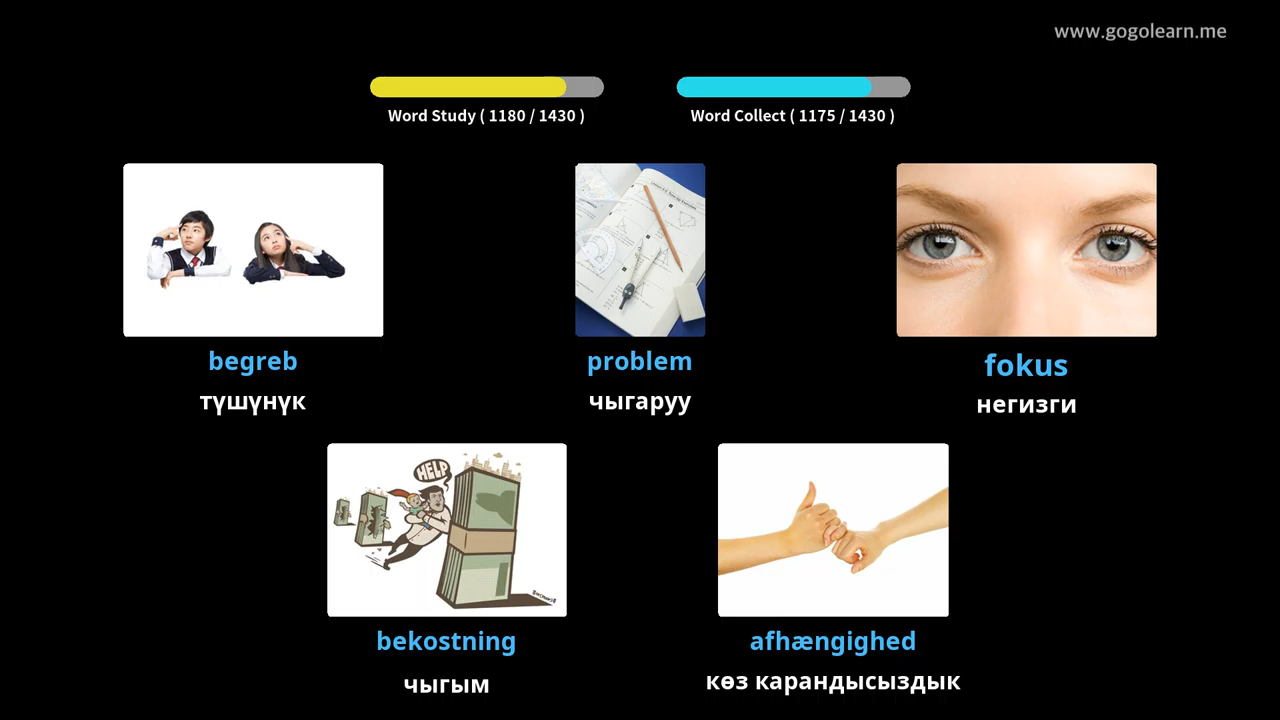 www.gogolearn.me
Word Study ( 1180 / 1430 )
Word Collect ( 1175 / 1430 )
begreb
түшүнүк
problem
чыгаруу
fokus
негизги
HELP
bekostning
чыгым
afhængighed
көз карандысыздык